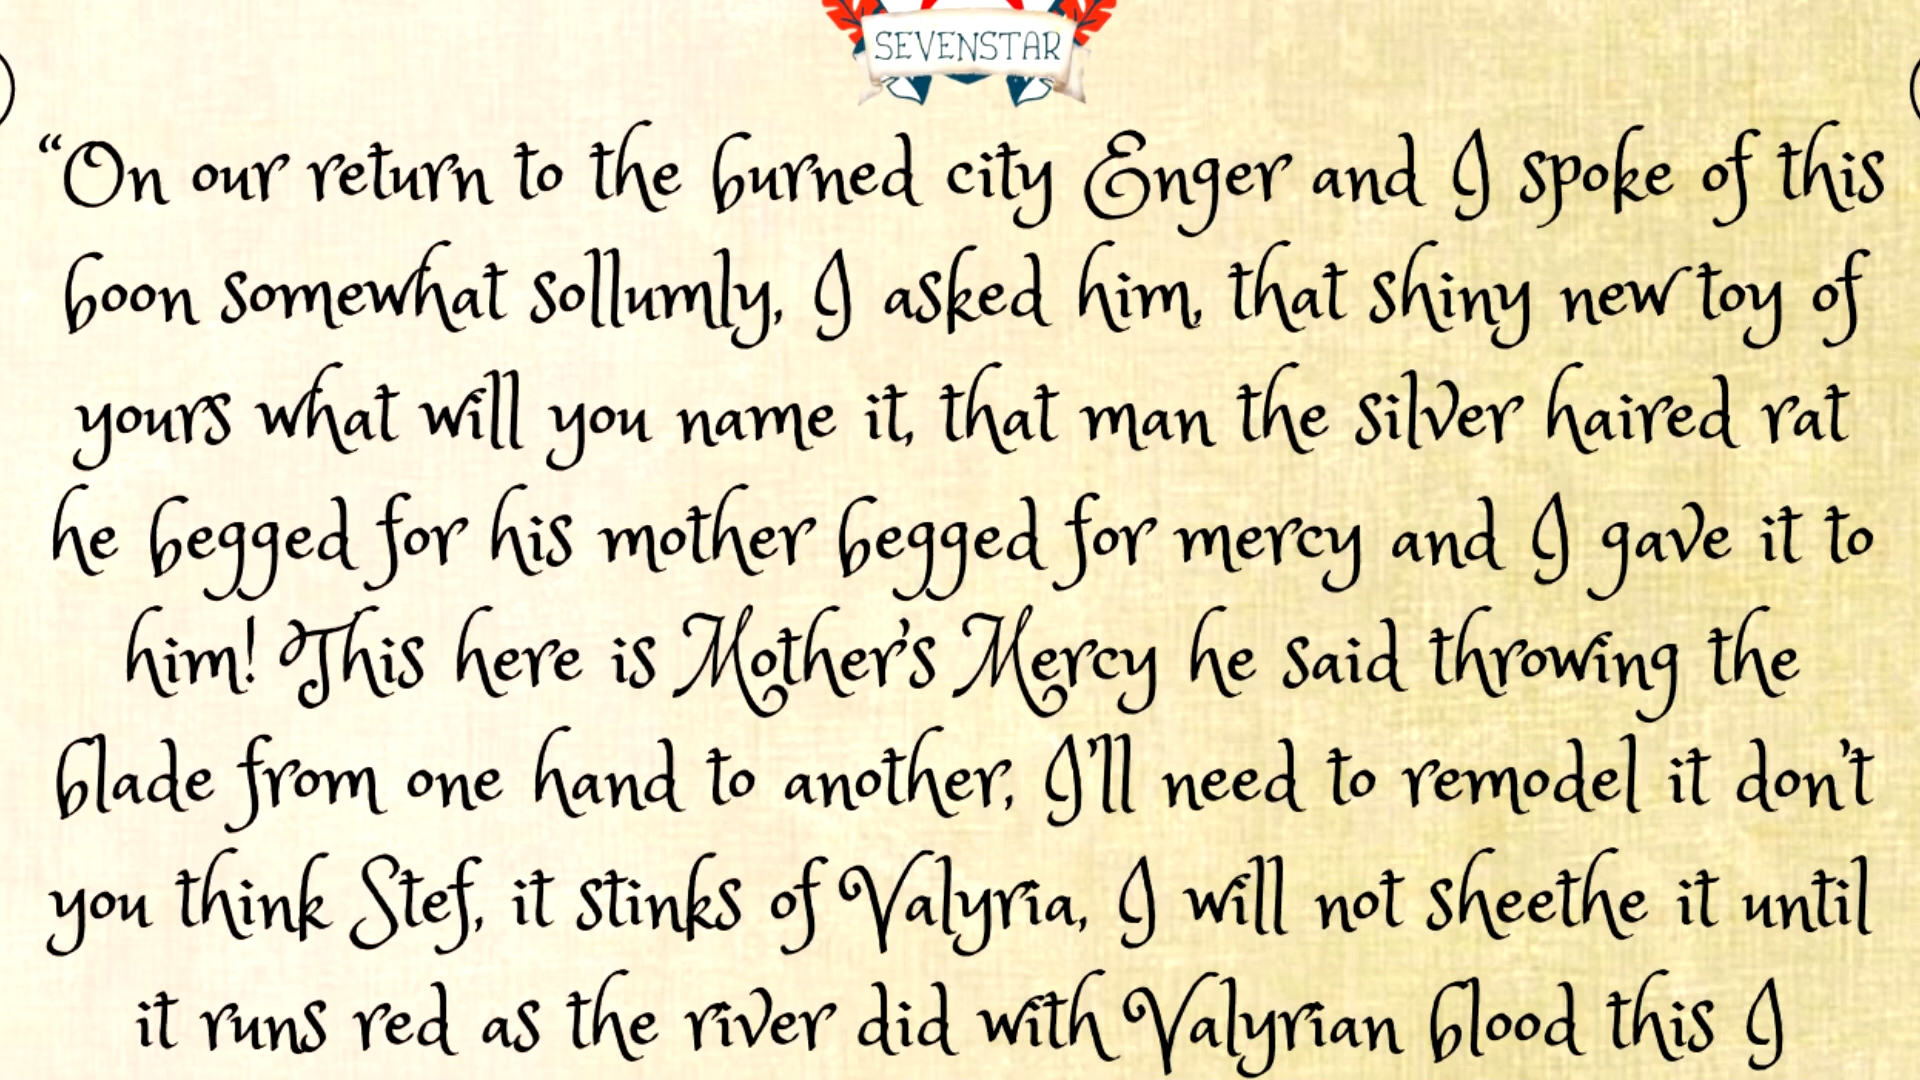 SEVENSTAR
“On our return to the burned city Enger and I spoke of this
boon somewhat sollumly, I asked him, that shiny new toy of
yours what will you name it, that man the silver haired rat
he begged for his mother begged for mercy and I gave it to
him! This here is Mother's Mercy he said throwing the
blade from one hand to another, I'll need to remodel it don't
you think Stef, it stinks of Valyria, I will not sheethe it until
it runs red as the river did with Valyrian blood this I